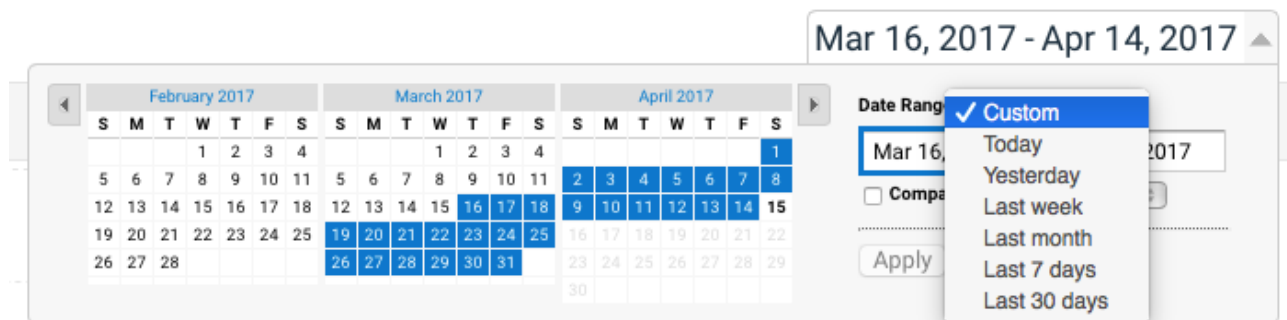 Mar 16, 2017 - Apr 14, 2017
February 2017
S M T W T F S
1 2 3 4
5 6 7 8 9 10 11
12 13 14 15 16 17 18
19 20 21 22 23 24 25
26 27 28
March 2017
S M T W T F S
1 2 3 4
5 6 7 8 9 10 11
12 13 14 15 16 17 18
19 20 21 22 23 24 25
26 27 28 29 30 31
April 2017
S M T W T F S
1
2 3 4 5 6 7 8
9 10 11 12 13 14 15
16 17 18 19 20 21 22
23 24 25 26 27 28 29
30
Date Rang
Mar 16, 2017
Compa
Apply
✓ Custom
Today
Yesterday
Last week
Last month
Last 7 days
Last 30 days